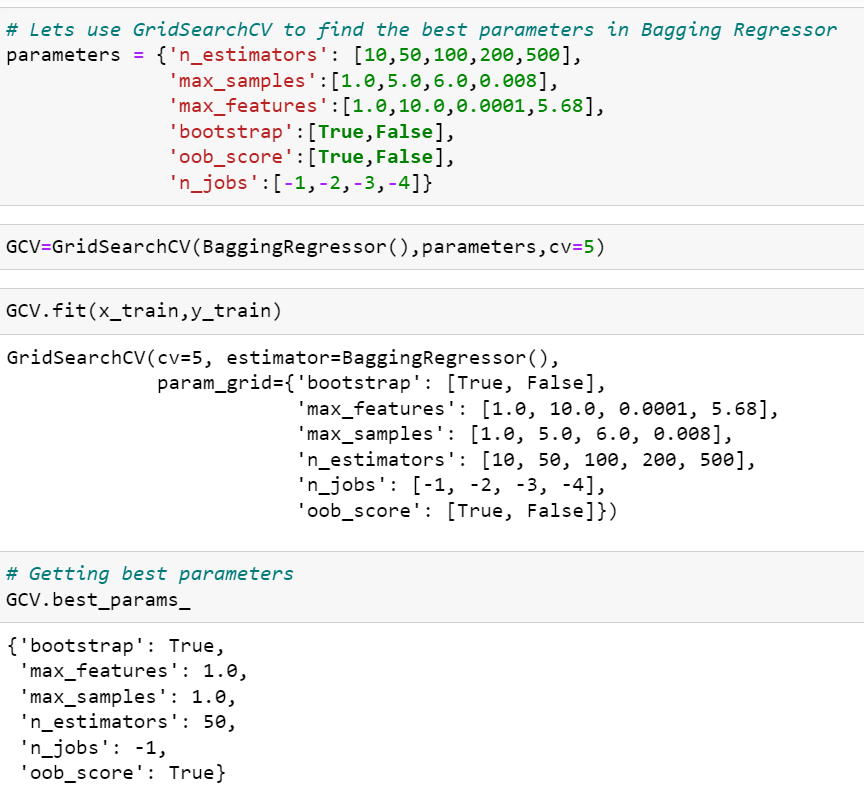 # Lets use GridSearchCV to find the best parameters in Bagging Regressor
parameters = {'n_estimators': [10,50,100,200,500],
              'max_samples':[1.0,5.0,6.0,0.008],
              'max_features':[1.0,10.0,0.0001,5.68],
              'bootstrap':[True,False],
              'oob_score':[True,False],
              'n_jobs':[-1,-2,-3,-4]}
GCV=GridSearchCV(BaggingRegressor(),parameters,cv=5)
GCV.fit(x_train,y_train)
GridSearchCV(cv=5, estimator=BaggingRegressor(),
             param_grid={'bootstrap': [True, False],
                         'max_features': [1.0, 10.0, 0.0001, 5.68],
                         'max_samples': [1.0, 5.0, 6.0, 0.008],
                         'n_estimators': [10, 50, 100, 200, 500],
                         'n_jobs': [-1, -2, -3, -4],
                         'oob_score': [True, False]})
# Getting best parameters
GCV.best_params_
{'bootstrap': True,
 'max_features': 1.0,
 'max_samples': 1.0,
 'n_estimators': 50,
 'n_jobs': -1,
 'oob_score': True}